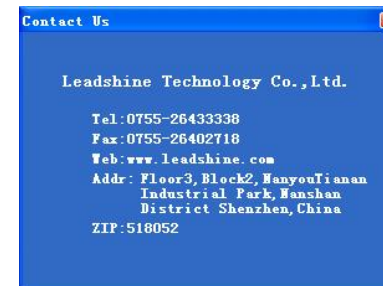 Contact Us
Leadshine Technology Co.,Ltd.
Tel:0755-26433338
Fax:0755-26402718
Web:www.leadshine.com
Addr: Floor3,Block2,NanyouTianan
Industrial Park,Nanshan
District Shenzhen,China
ZIP:518052